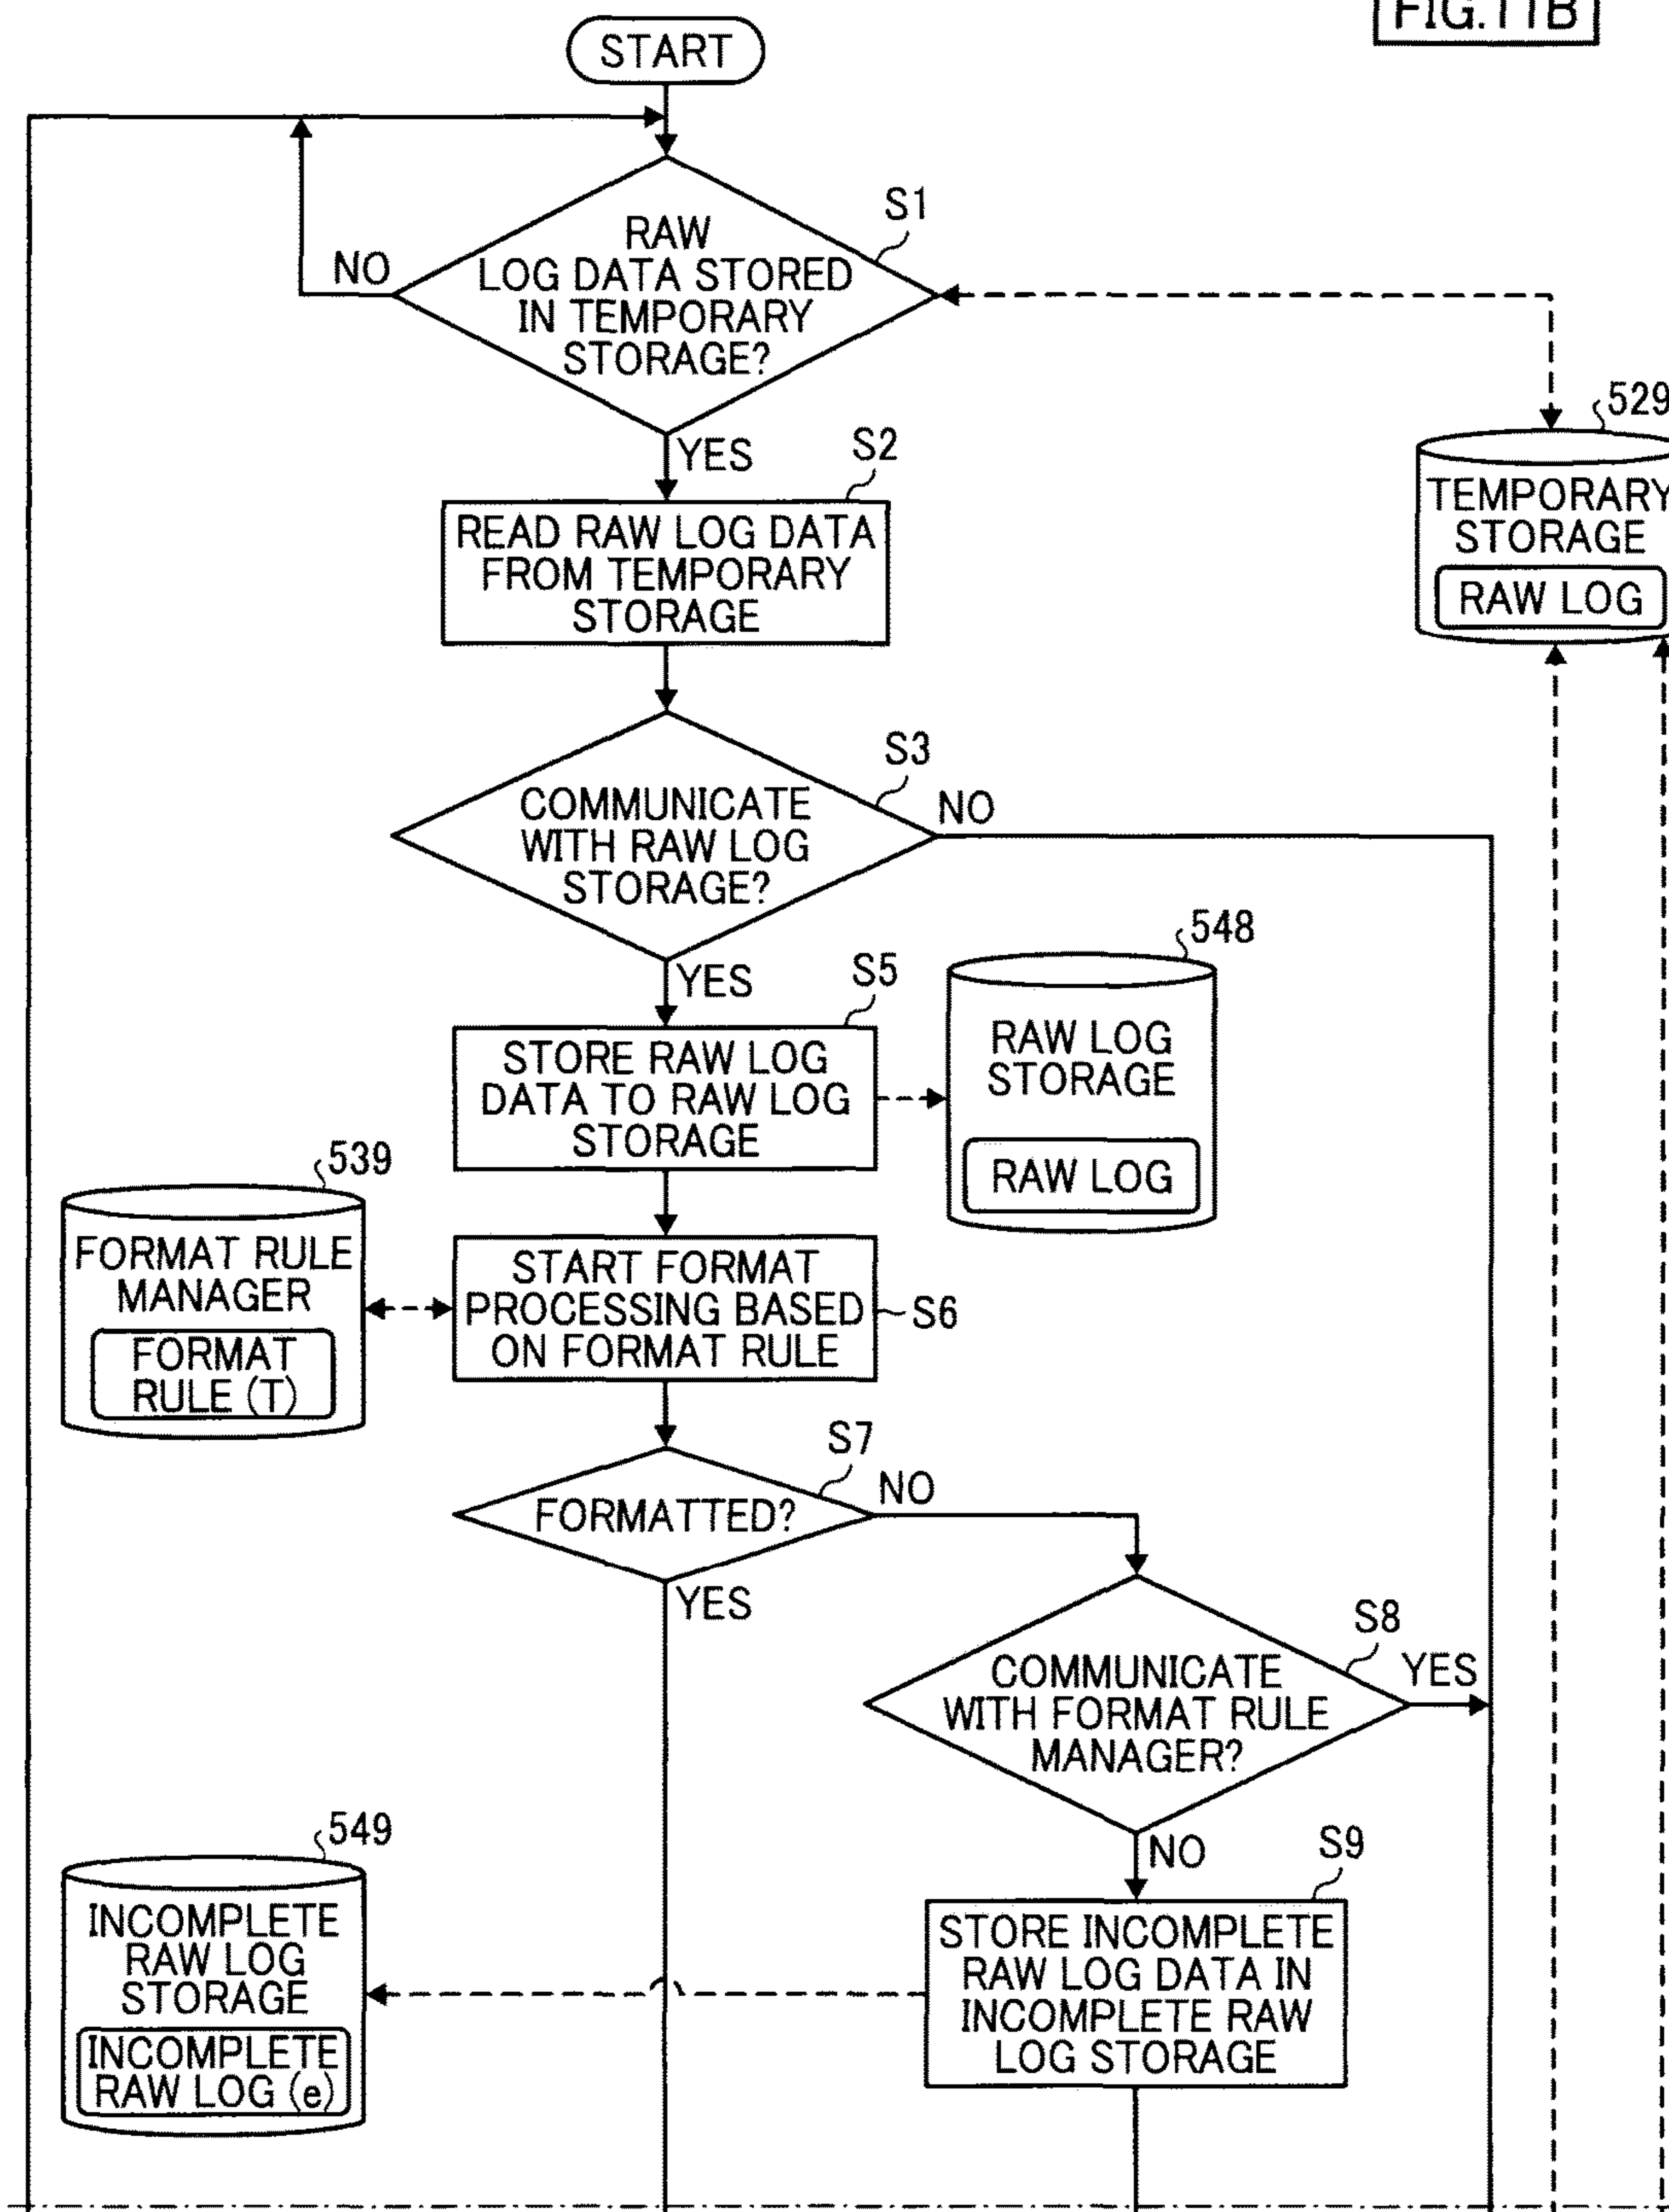 FIG.11B
START
S1
RAW
LOG DATA STORED
IN TEMPORARY
STORAGE?
NO
YES
529
TEMPORARY
STORAGE
RAW LOG
S2
READ RAW LOG DATA
FROM TEMPORARY
STORAGE
S3
COMMUNICATE
WITH RAW LOG
STORAGE?
NO
YES
548
RAW LOG
STORAGE
RAW LOG
S5
STORE RAW LOG
DATA TO RAW LOG
STORAGE
539
FORMAT RULE
MANAGER
FORMAT
RULE (T)
START FORMAT
PROCESSING BASED
ON FORMAT RULE
S6
S7
FORMATTED?
NO
YES
S8
COMMUNICATE
WITH FORMAT RULE
MANAGER?
YES
NO
549
INCOMPLETE
RAW LOG
STORAGE
INCOMPLETE
RAW LOG (e)
S9
STORE INCOMPLETE
RAW LOG DATA IN
INCOMPLETE RAW
LOG STORAGE